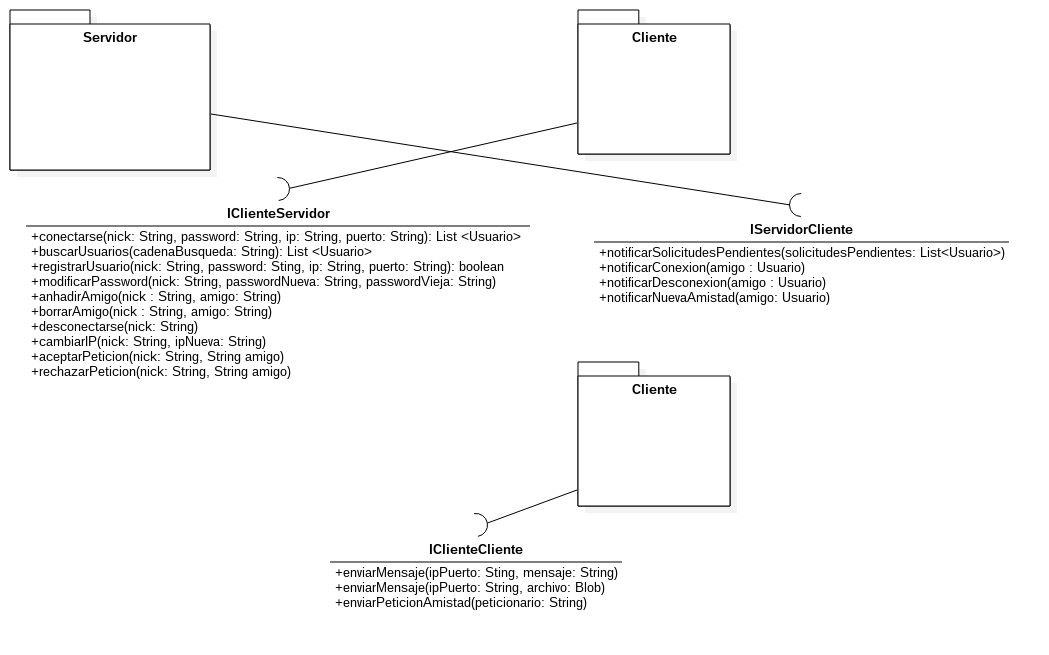 Servidor
Cliente
IClienteServidor
+conectarse(nick: String, password: String, ip: String, puerto: String): List <Usuario>
+buscarUsuarios(cadenaBusqueda: String): List <Usuario>
+registrarUsuario(nick: String, password: Sting, ip: String, puerto: String): boolean
+modificarPassword(nick: String, passwordNueva: String, passwordVieja: String)
+anhadirAmigo(nick : String, amigo: String)
+borrarAmigo(nick : String, amigo: String)
+desconectarse(nick: String)
+cambiarIP(nick: String, ipNueva: String)
+aceptarPeticion(nick: String, String amigo)
+rechazarPeticion(nick: String, String amigo)
IServidorCliente
+notificarSolicitudesPendientes(solicitudesPendientes: List<Usuario>)
+notificarConexion(amigo : Usuario)
+notificarDesconexion(amigo : Usuario)
+notificarNuevaAmistad(amigo: Usuario)
Cliente
IClienteCliente
+enviarMensaje(ipPuerto: Sting, mensaje: String)
+enviarMensaje(ipPuerto: String, archivo: Blob)
+enviarPeticionAmistad(peticionario: String)